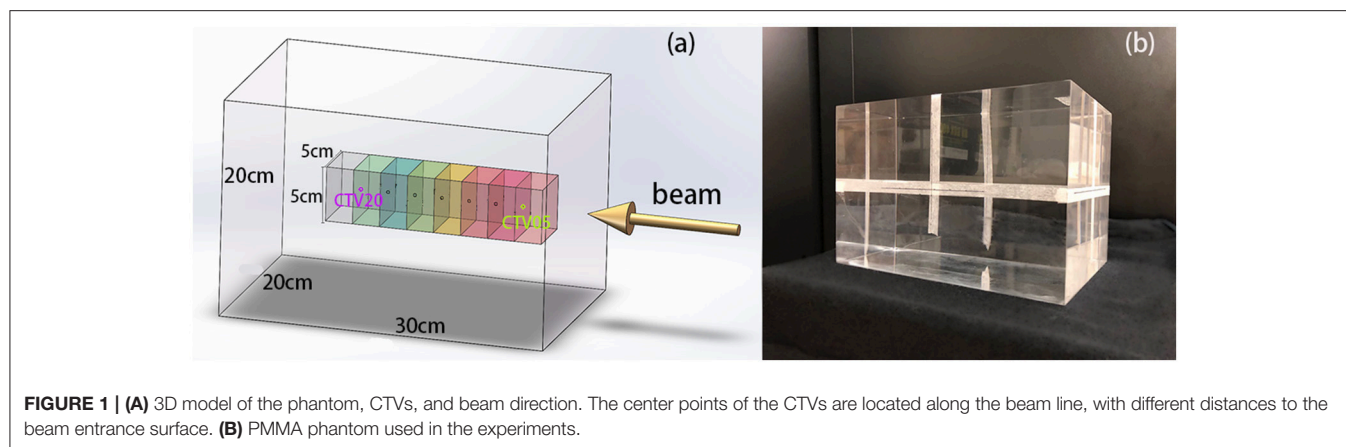 (a)
(b)
5cm
20cm
5cm
CTV20
CTV05
beam
20cm
30cm
FIGURE 1 | (A) 3D model of the phantom, CTVs, and beam direction. The center points of the CTVs are located along the beam line, with different distances to the
beam entrance surface. (B) PMMA phantom used in the experiments.